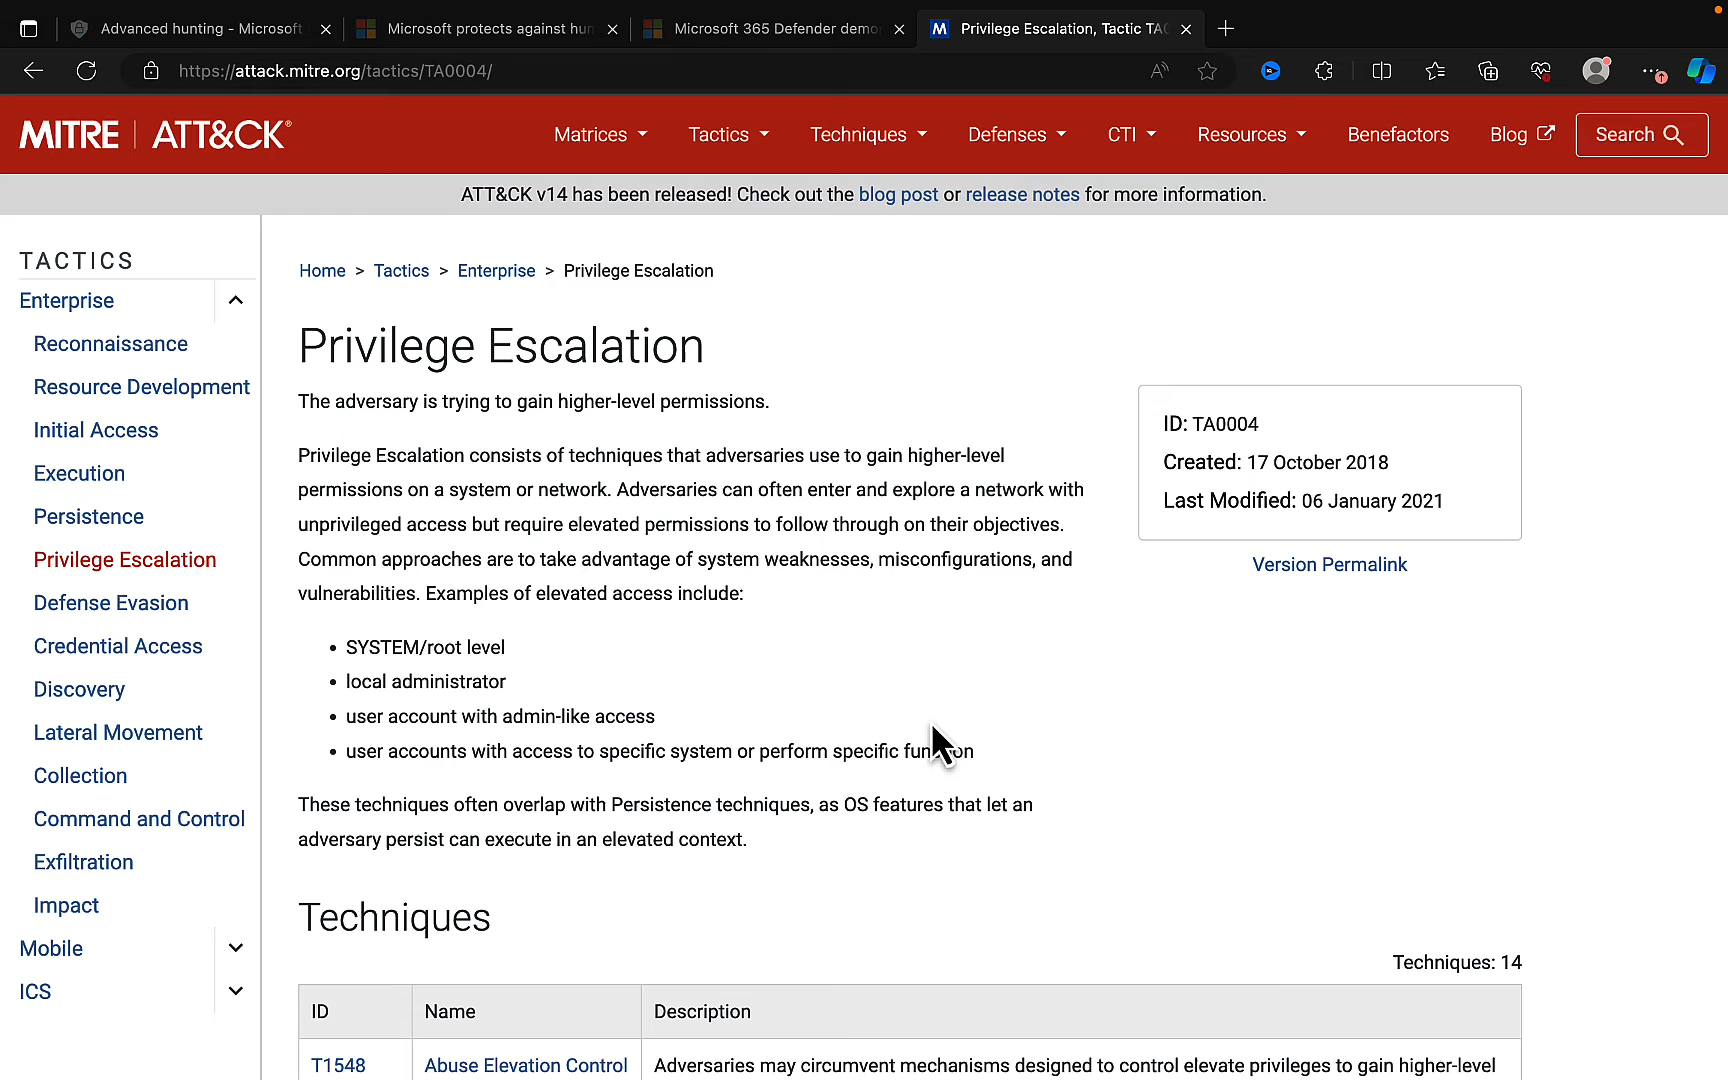 Advanced hunting - Microsoft
Microsoft protects against hum
Microsoft 365 Defender demo
M Privilege Escalation, Tactic TA0
https://attack.mitre.org/tactics/TA0004/
MITRE | ATT&CK®
Matrices
Tactics
Techniques
Defenses
CTI
Resources
Benefactors
Blog
Search
ATT&CK v14 has been released! Check out the blog post or release notes for more information.
TACTICS
Enterprise
Reconnaissance
Resource Development
Initial Access
Execution
Persistence
Privilege Escalation
Defense Evasion
Credential Access
Discovery
Lateral Movement
Collection
Command and Control
Exfiltration
Impact
Mobile
ICS
Home > Tactics > Enterprise > Privilege Escalation
Privilege Escalation
The adversary is trying to gain higher-level permissions.
Privilege Escalation consists of techniques that adversaries use to gain higher-level
permissions on a system or network. Adversaries can often enter and explore a network with
unprivileged access but require elevated permissions to follow through on their objectives.
Common approaches are to take advantage of system weaknesses, misconfigurations, and
vulnerabilities. Examples of elevated access include:
• SYSTEM/root level
• local administrator
• user account with admin-like access
• user accounts with access to specific system or perform specific function
These techniques often overlap with Persistence techniques, as OS features that let an
adversary persist can execute in an elevated context.
ID: TA0004
Created: 17 October 2018
Last Modified: 06 January 2021
Version Permalink
Techniques
Techniques: 14
ID
Name
Description
T1548
Abuse Elevation Control
Adversaries may circumvent mechanisms designed to control elevate privileges to gain higher-level